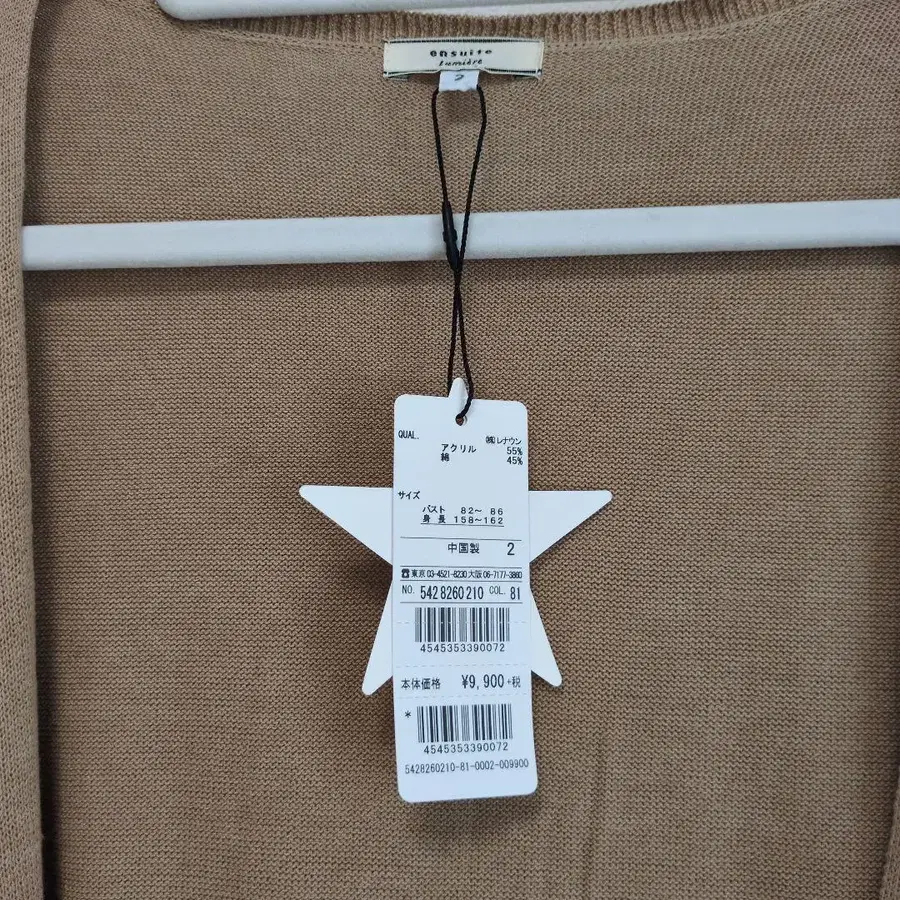 ensuite
Lumière
2
QUAL. ㈱レナウン
アクリル 55%
綿 45%
サイズ
バスト 82～ 86
身 長 158～162
中国製 2
☎東京 03-4521-8230 大阪 06-7177-3860
NO. 5428260210 COL. 81
4545353390072
本体価格 ¥9,900+税
*
4545353390072
5428260210-81-0002-009900